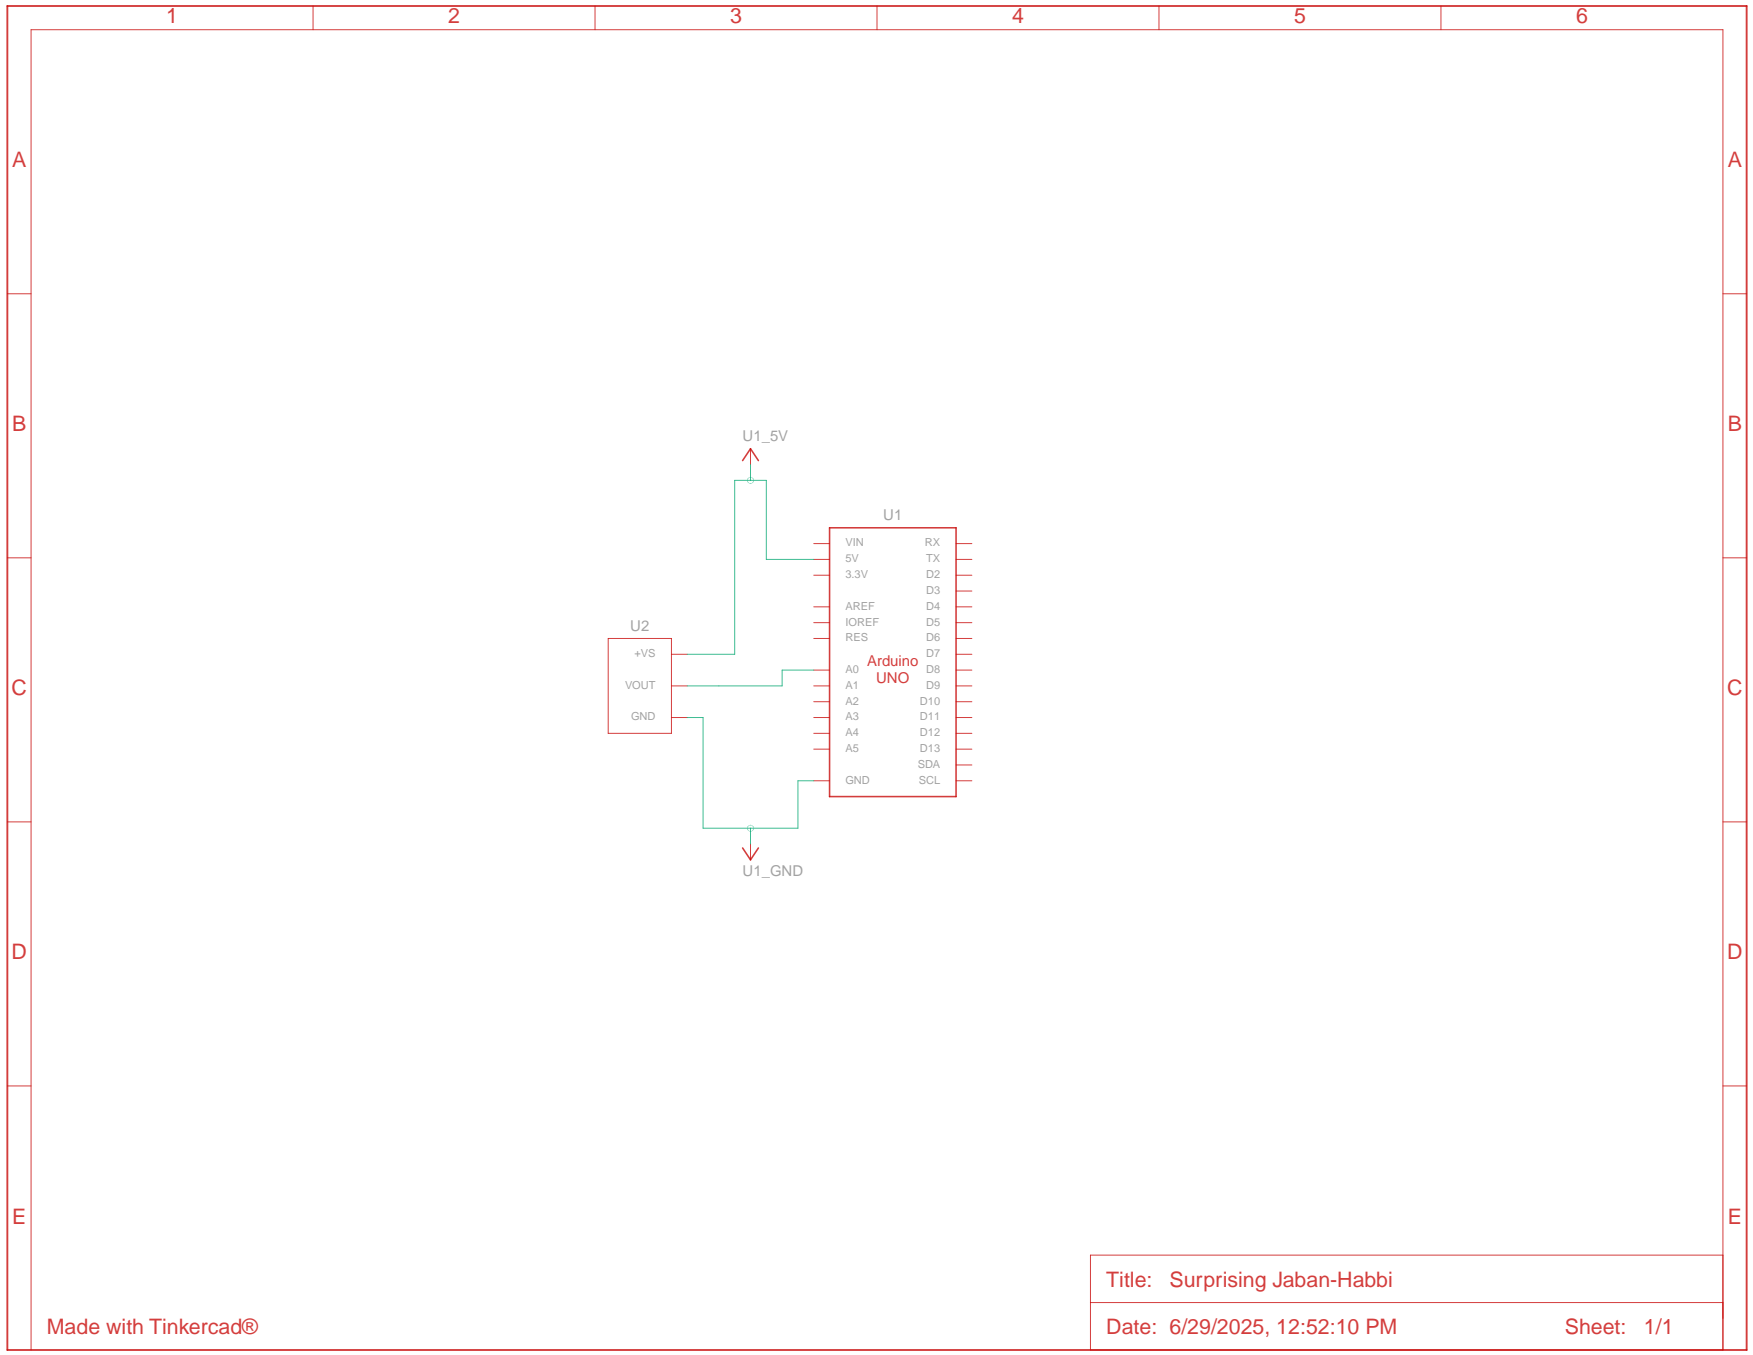 1 2 3 4 5 6
A A
B B
U1_5V
U1
VIN RX
5V TX
3.3V D2
D3
AREF D4
IOREF D5
U2
RES D6
+VS D7
Arduino
A0 D8
UNO
C C
VOUT A1 D9
A2 D10
GND A3 D11
A4 D12
A5 D13
SDA
GND SCL
U1_GND
D D
E E
Title: Surprising Jaban-Habbi
Made with Tinkercad®
Date: 6/29/2025, 12:52:10 PM Sheet: 1/1